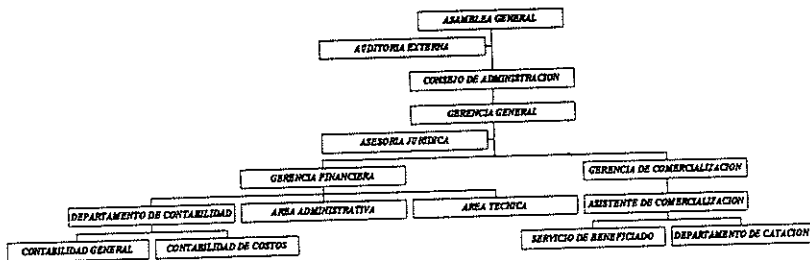 ASAMBLEA GENERAL
AUDITORIA EXTERNA
CONSEJO DE ADMINISTRACION
GERENCIA GENERAL
ASESORIA JURIDICA
GERENCIA FINANCIERA
GERENCIA DE COMERCIALIZACION
DEPARTAMENTO DE CONTABILIDAD
AREA ADMINISTRATIVA
AREA TECNICA
ASISTENTE DE COMERCIALIZACION
CONTABILIDAD GENERAL
CONTABILIDAD DE COSTOS
SERVICIO DE BENEFICIADO
DEPARTAMENTO DE CATACION